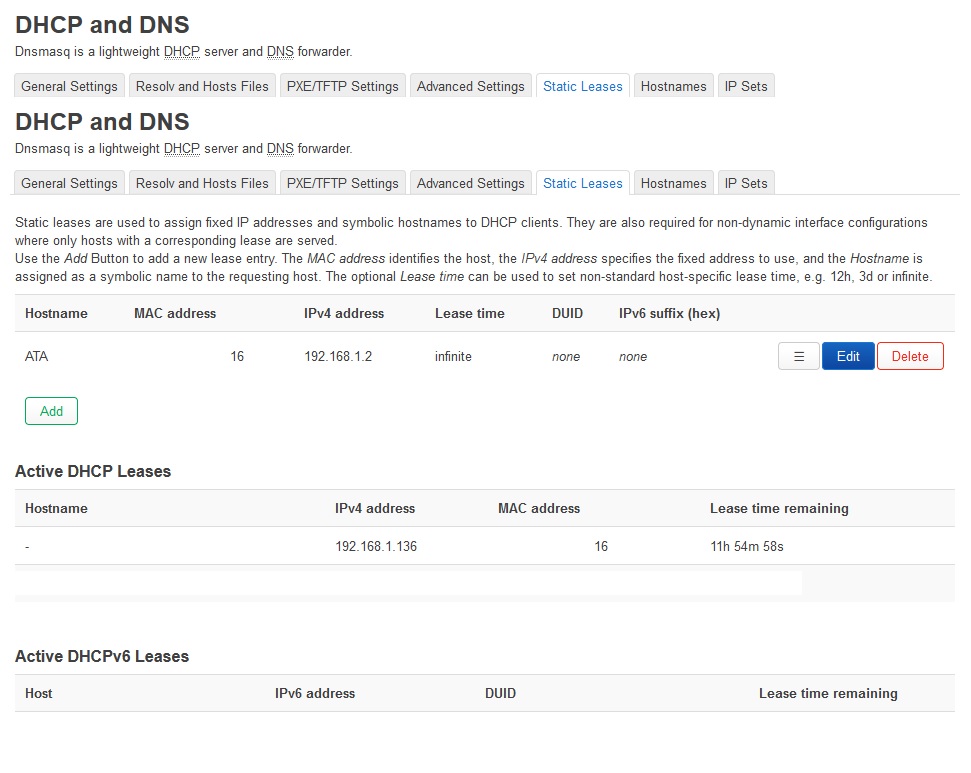 DHCP and DNS
Dnsmasq is a lightweight DHCP server and DNS forwarder.
General Settings Resolv and Hosts Files PXE/TFTP Settings Advanced Settings Static Leases Hostnames IP Sets
DHCP and DNS
Dnsmasq is a lightweight DHCP server and DNS forwarder.
General Settings Resolv and Hosts Files PXE/TFTP Settings Advanced Settings Static Leases Hostnames IP Sets
Static leases are used to assign fixed IP addresses and symbolic hostnames to DHCP clients. They are also required for non-dynamic interface configurations
where only hosts with a corresponding lease are served.
Use the Add Button to add a new lease entry. The MAC address identifies the host, the IPv4 address specifies the fixed address to use, and the Hostname is
assigned as a symbolic name to the requesting host. The optional Lease time can be used to set non-standard host-specific lease time, e.g. 12h, 3d or infinite.
Hostname MAC address IPv4 address Lease time DUID IPv6 suffix (hex)
ATA 16 192.168.1.2 infinite none none ☰ Edit Delete
Add
Active DHCP Leases
Hostname IPv4 address MAC address Lease time remaining
- 192.168.1.136 16 11h 54m 58s
Active DHCPv6 Leases
Host IPv6 address DUID Lease time remaining